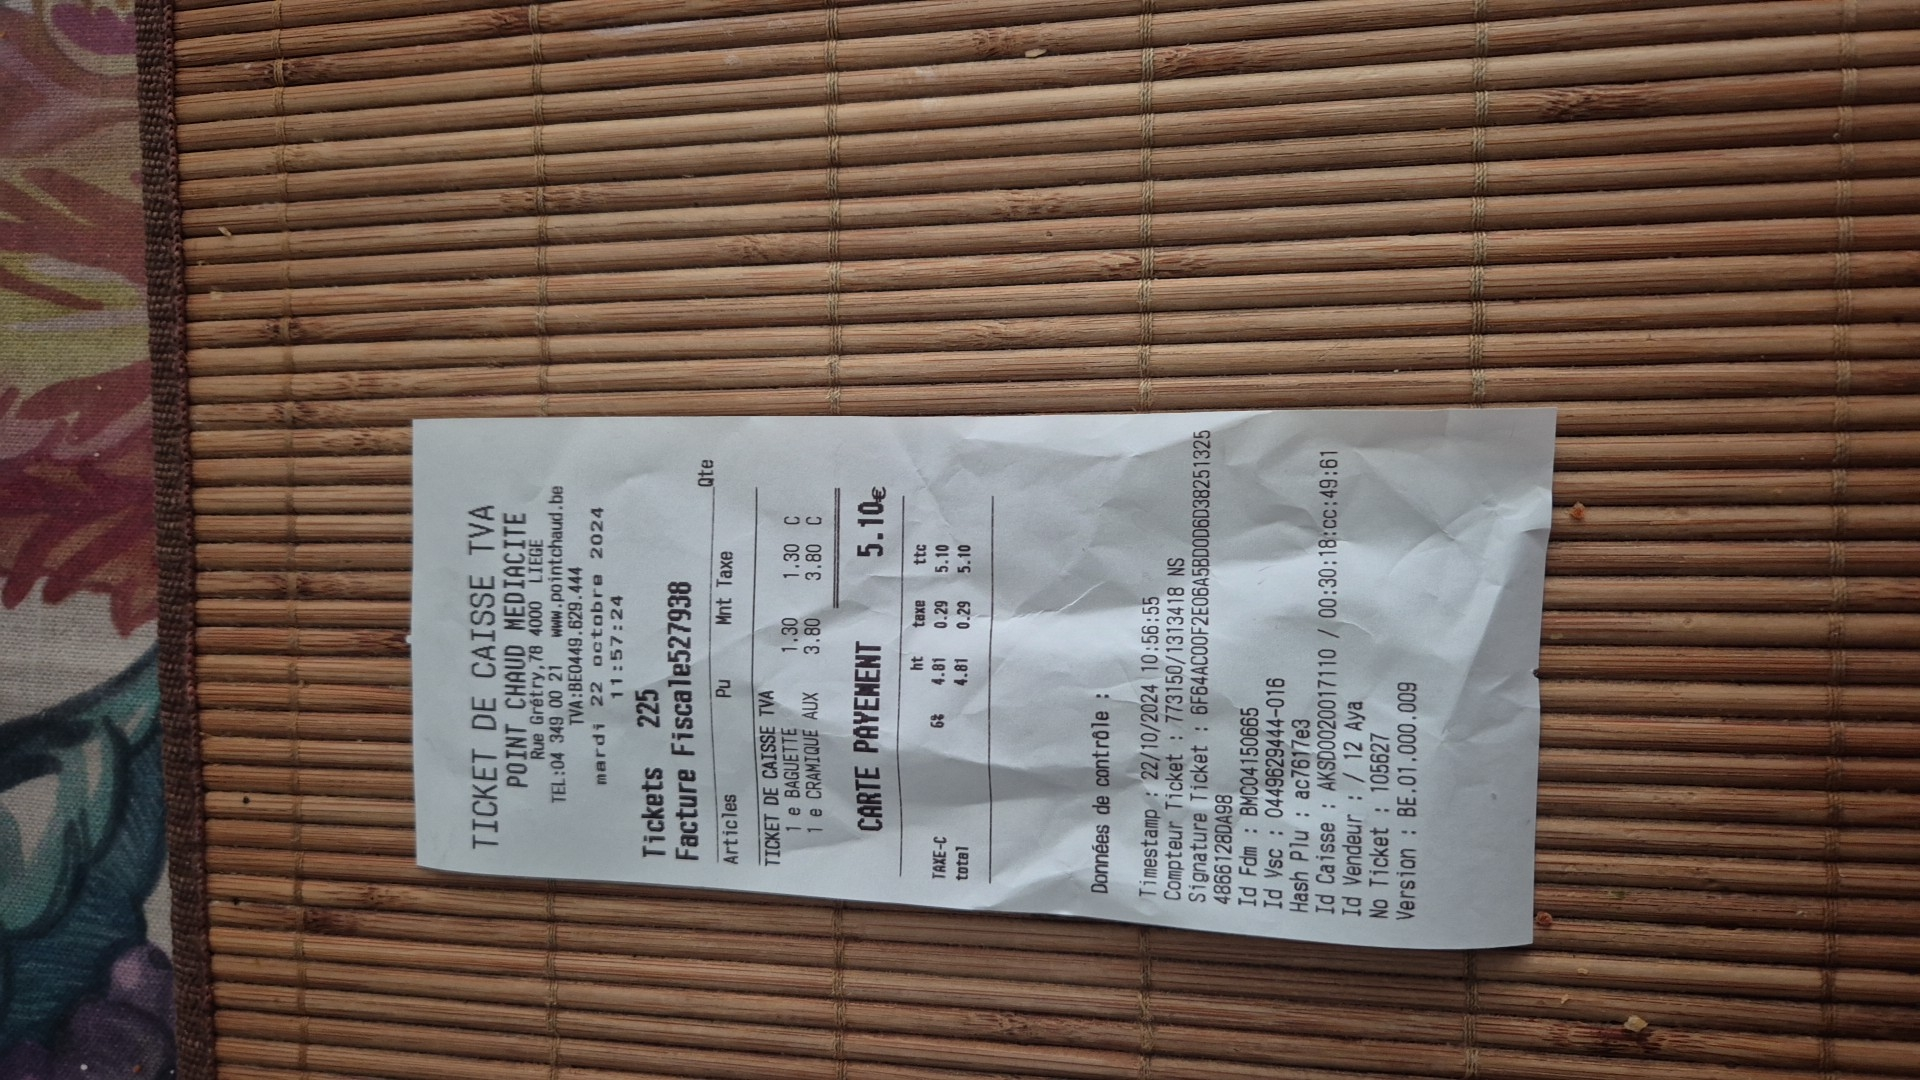 TICKET DE CAISSE TVA
POINT CHAUD MEDIACITE
Rue Grétry,78 4000 LIEGE
TEL:04 349 00 21 www.pointchaud.be
TVA:BE0449.629.444
mardi 22 octobre 2024
11:57:24
Tickets 225
Facture Fiscale527938
Articles Pu Mnt Taxe Qte
TICKET DE CAISSE TVA
1 e BAGUETTE 1.30 1.30 C
1 e CRAMIQUE AUX 3.80 3.80 C
CARTE PAYEMENT 5.10€
ht taxe ttc
TAXE-C 6% 4.81 0.29 5.10
total 4.81 0.29 5.10
Données de contrôle :
Timestamp : 22/10/2024 10:56:55
Compteur Ticket : 773150/1313418 NS
Signature Ticket : 6F64AC0DF2E06A5BD0D6D38251325
4866128DA98
Id Fdm : BMC04150665
Id Vsc : 0449629444-016
Hash Plu : ac7617e3
Id Caisse : AKSD00220017110 / 00:30:18:cc:49:61
Id Vendeur : / 12 Aya
No Ticket : 105627
Version : BE.01.000.009